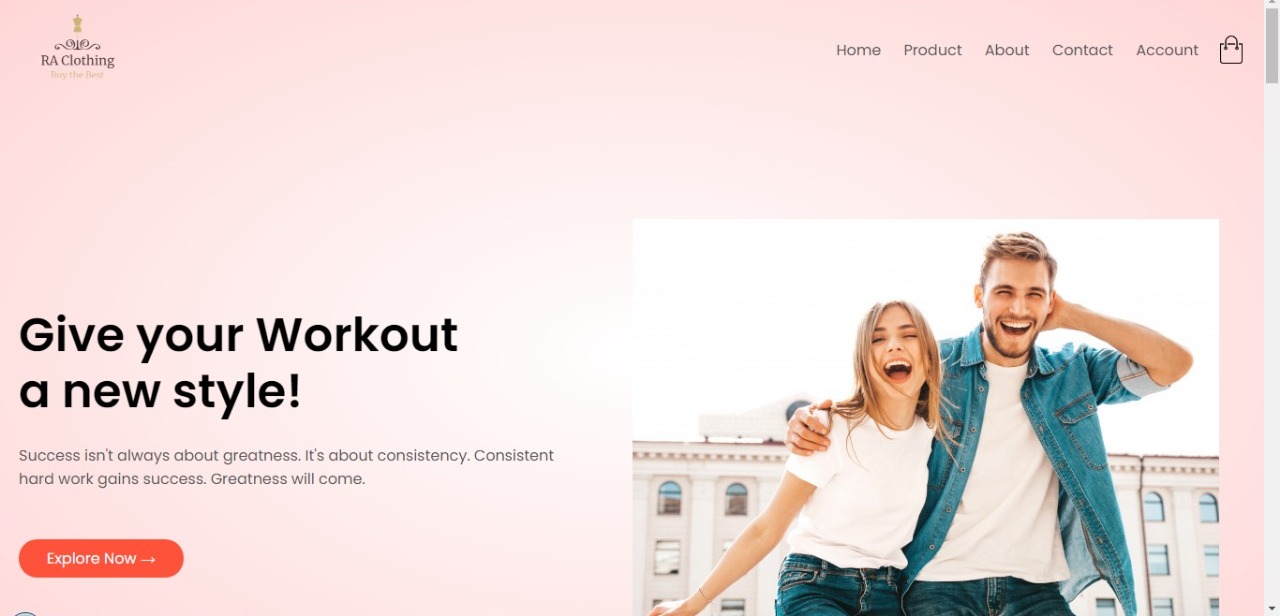 RA Clothing
Buy the Best
Home Product About Contact Account
Give your Workout
a new style!
Success isn't always about greatness. It's about consistency. Consistent
hard work gains success. Greatness will come.
Explore Now →